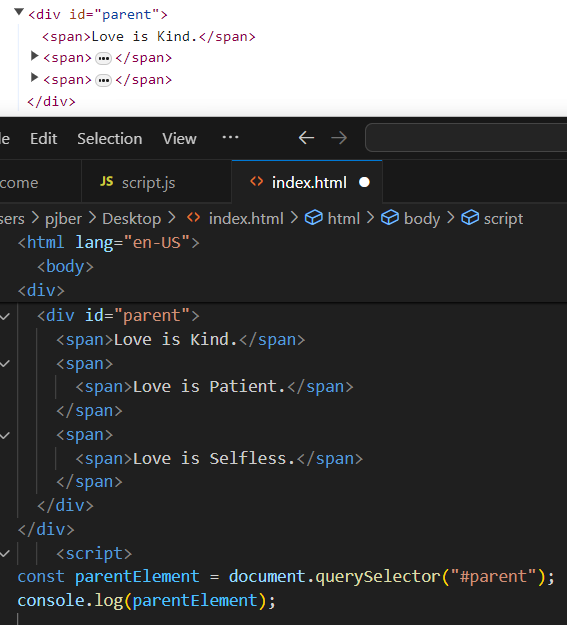 <div id="parent">
<span>Love is Kind.</span>
<span>…</span>
<span>…</span>
</div>
le Edit Selection View ···
come JS script.js <> index.html
sers > pjber > Desktop > <> index.html > html > body > script
<html lang="en-US">
<body>
<div>
<div id="parent">
<span>Love is Kind.</span>
<span>
<span>Love is Patient.</span>
</span>
<span>
<span>Love is Selfless.</span>
</span>
</div>
</div>
<script>
const parentElement = document.querySelector("#parent");
console.log(parentElement);